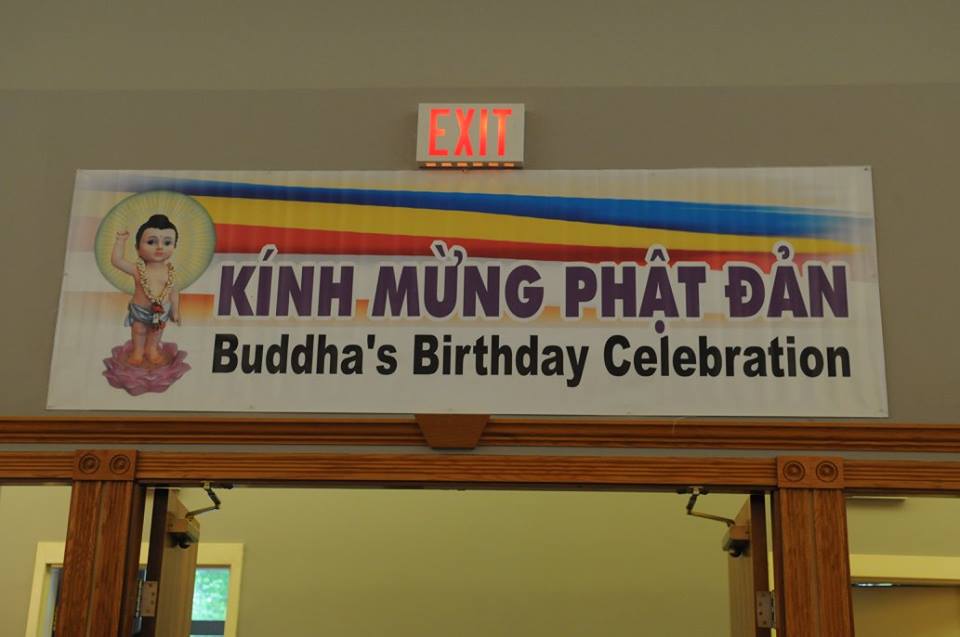 EXIT
KÍNH MỪNG PHẬT ĐẢN
Buddha's Birthday Celebration